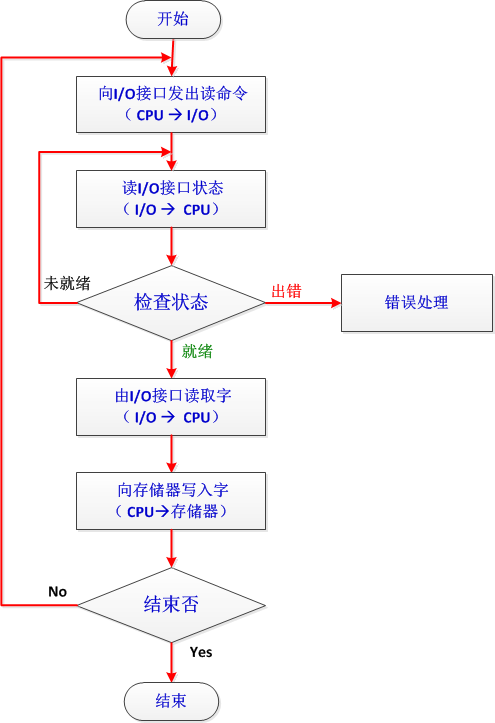 开始
向I/O接口发出读命令
（ CPU → I/O）
读I/O接口状态
（ I/O → CPU）
未就绪
检查状态
出错
错误处理
就绪
由I/O接口读取字
（ I/O → CPU）
向存储器写入字
（ CPU→存储器）
No
结束否
Yes
结束